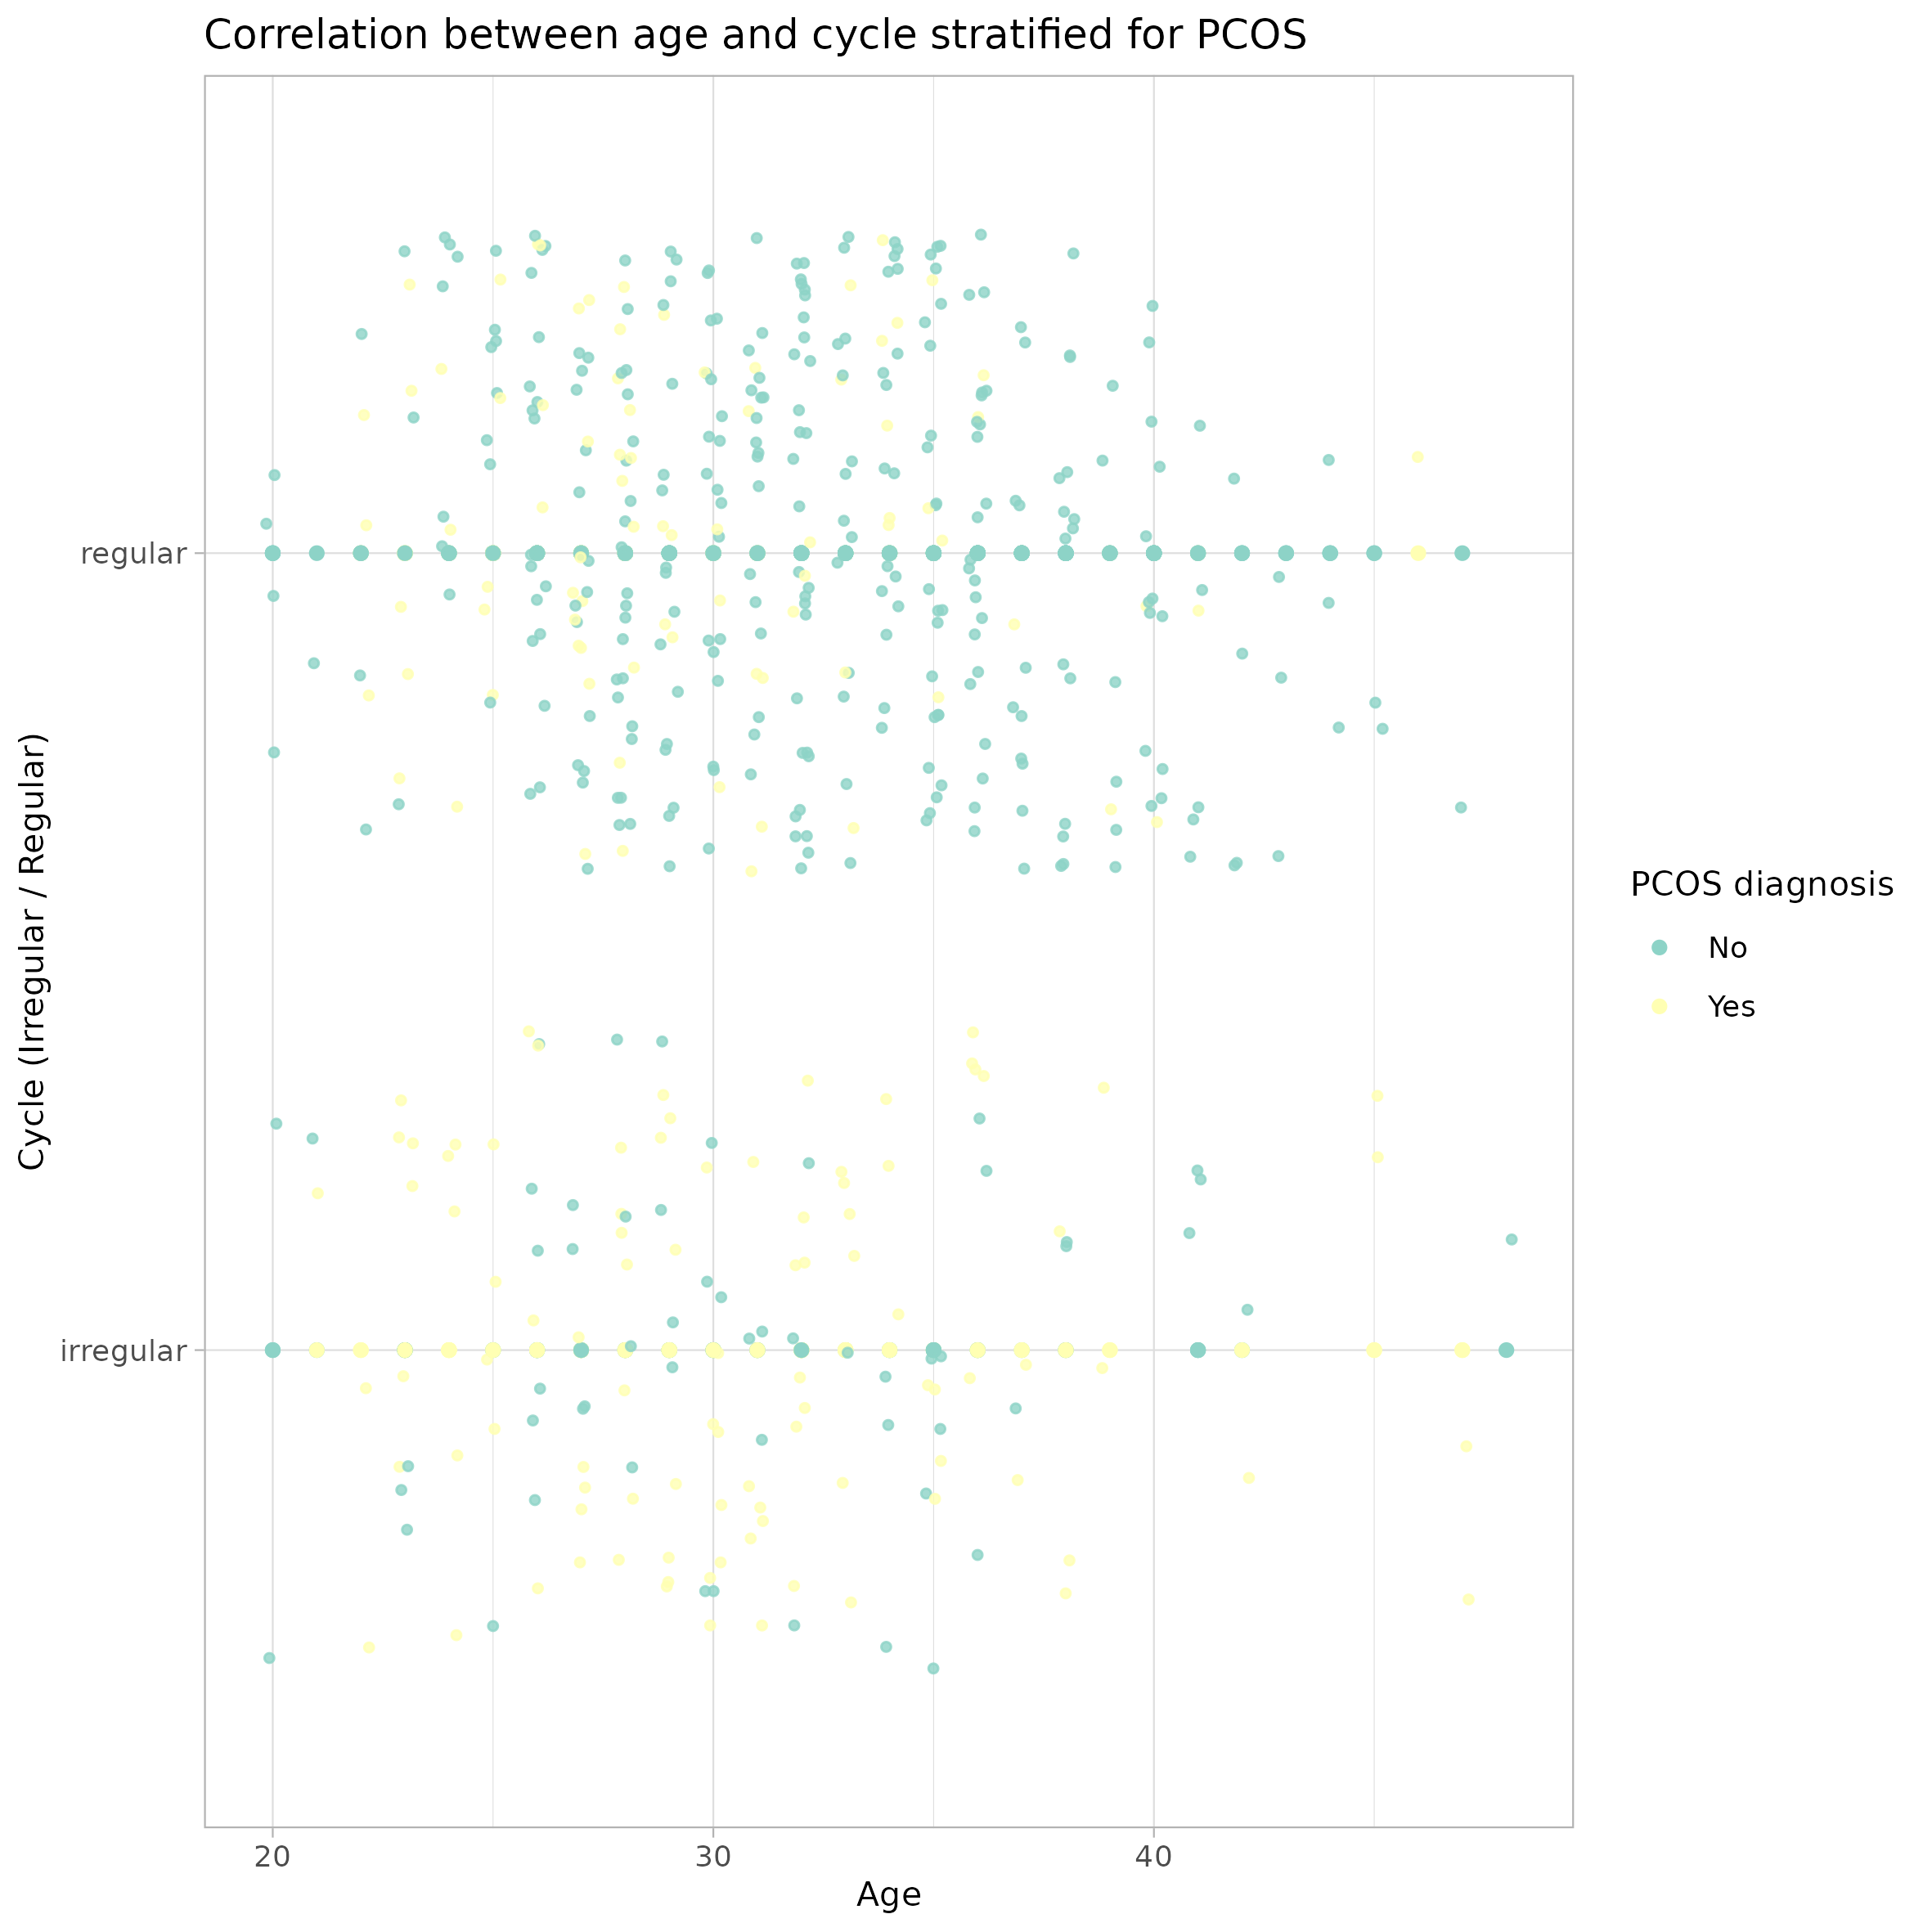 Correlation between age and cycle stratified for PCOS
Cycle (Irregular / Regular)
regular
irregular
20
30
40
Age
PCOS diagnosis
No
Yes